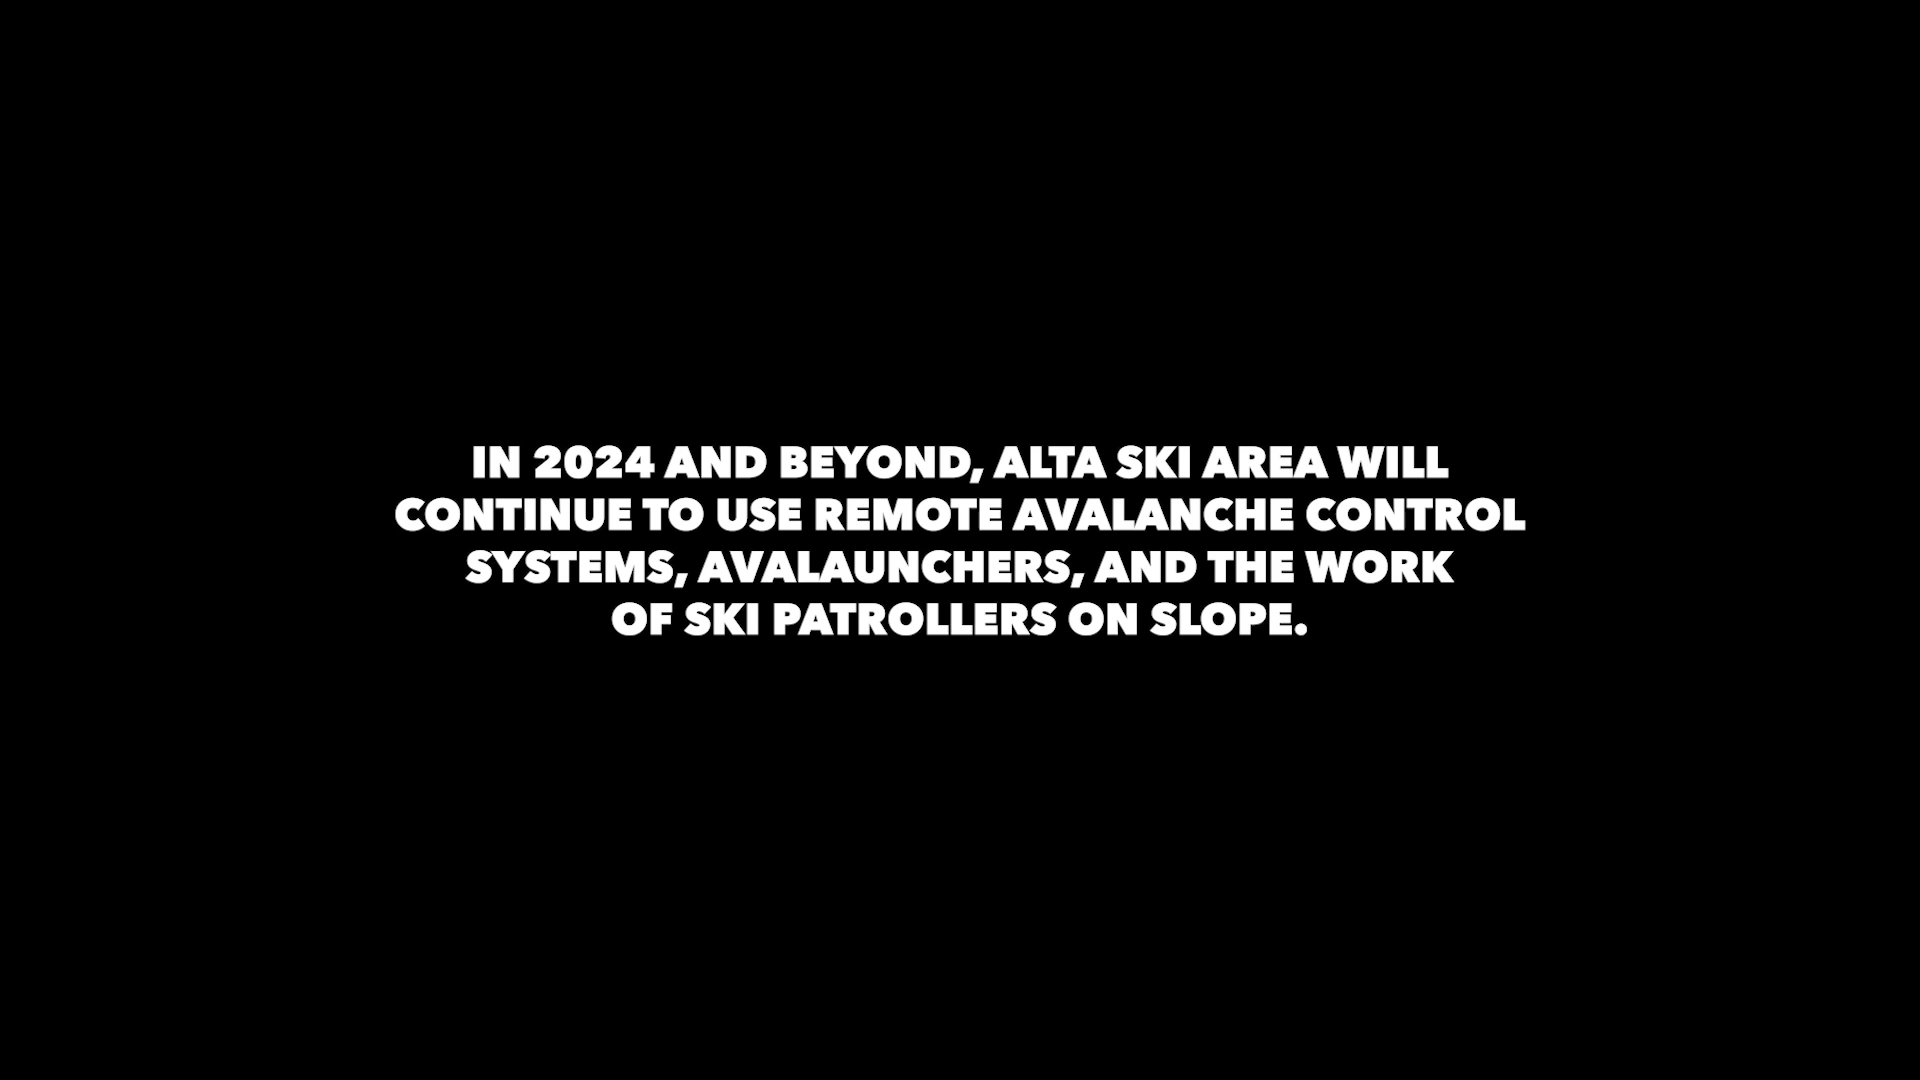 IN 2024 AND BEYOND, ALTA SKI AREA WILL
CONTINUE TO USE REMOTE AVALANCHE CONTROL
SYSTEMS, AVALAUNCHERS, AND THE WORK
OF SKI PATROLLERS ON SLOPE.